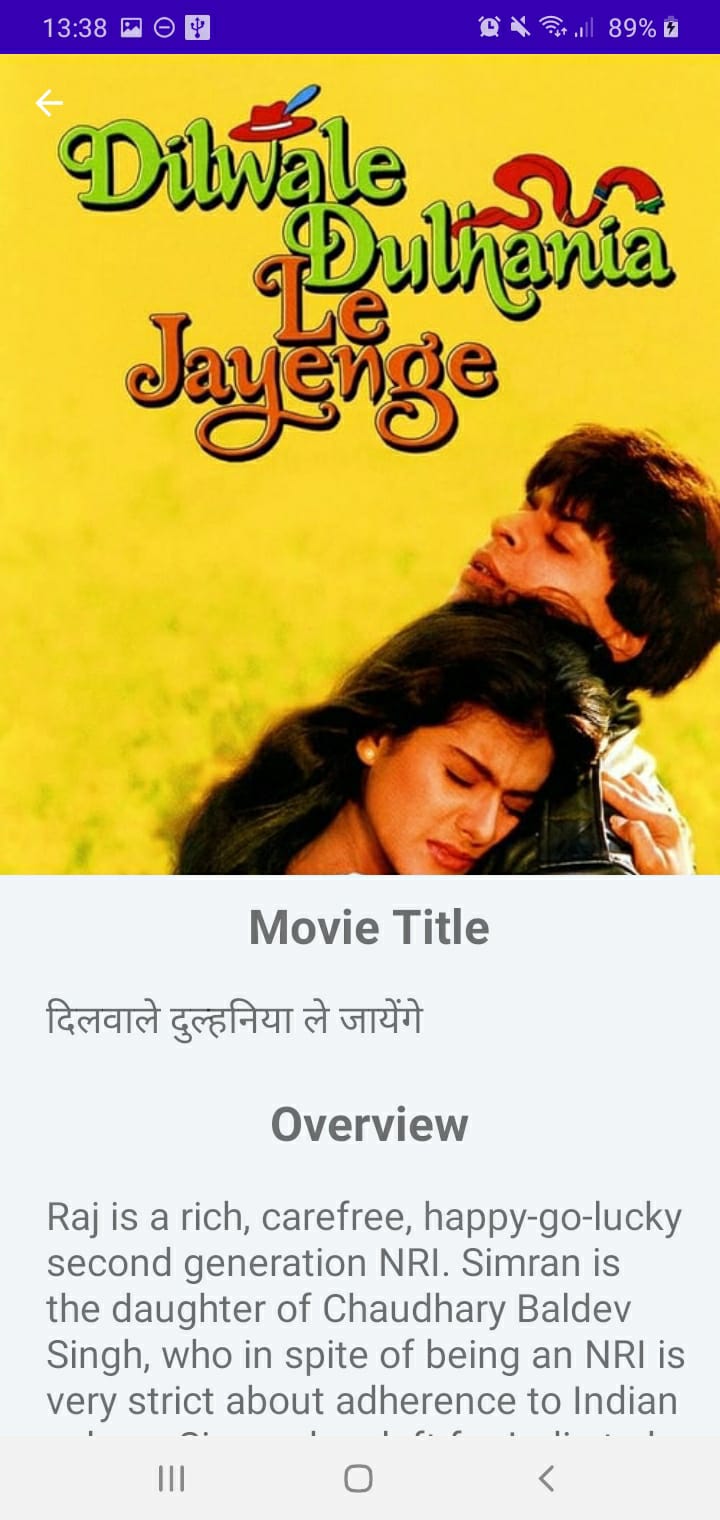 13:38
89%
Dilwale
Dulhania
Le
Jayenge
Movie Title
दिलवाले दुल्हनिया ले जायेंगे
Overview
Raj is a rich, carefree, happy-go-lucky
second generation NRI. Simran is
the daughter of Chaudhary Baldev
Singh, who in spite of being an NRI is
very strict about adherence to Indian